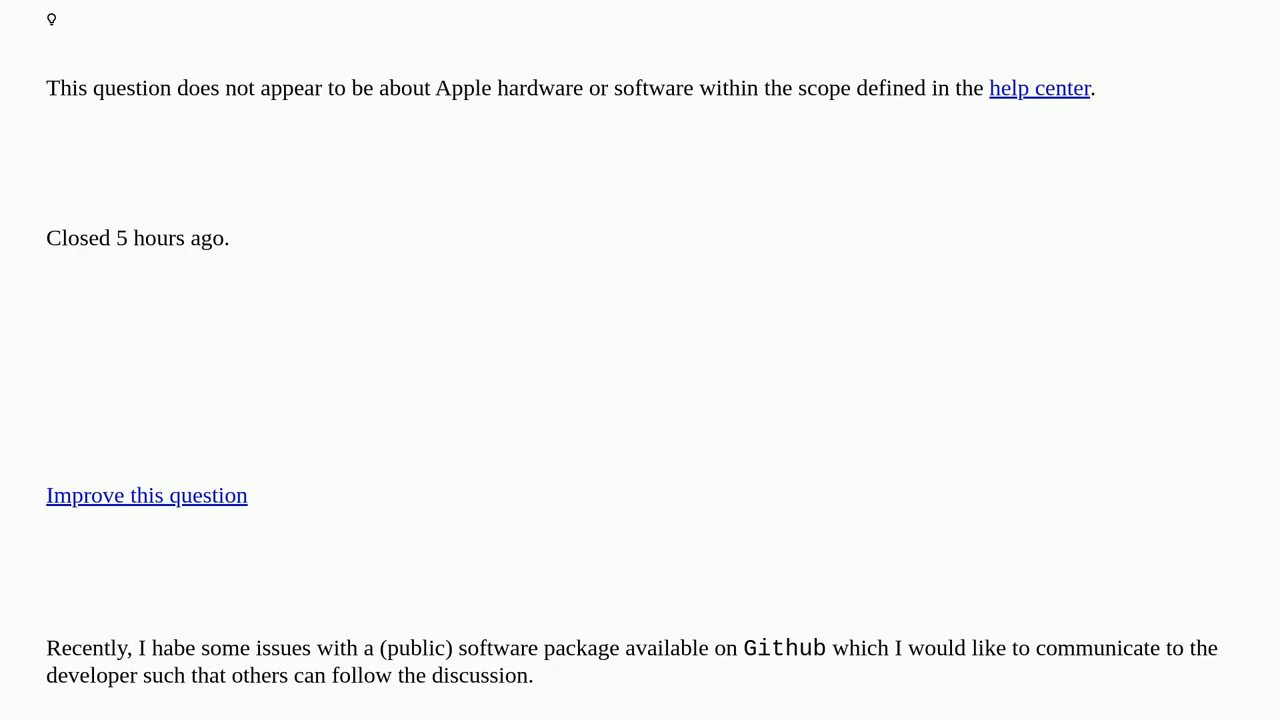 This question does not appear to be about Apple hardware or software within the scope defined in the help center.
Closed 5 hours ago.
Improve this question
Recently, I habe some issues with a (public) software package available on Github which I would like to communicate to the
developer such that others can follow the discussion.